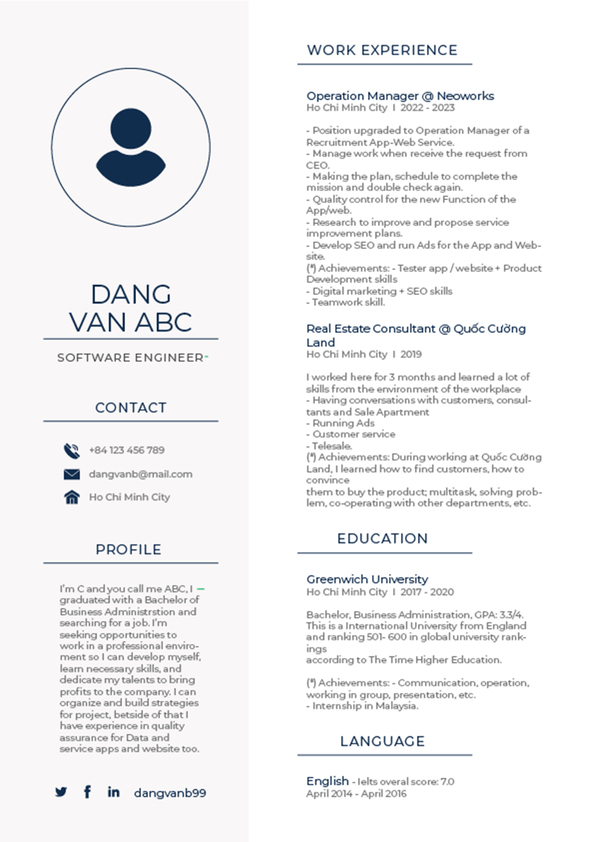 DANG
VAN ABC
SOFTWARE ENGINEER-
CONTACT
+84 123 456 789
dangvanb@mail.com
Ho Chi Minh City
PROFILE
I'm C and you call me ABC, I —
graduated with a Bachelor of
Business Administrstion and
searching for a job. I'm
seeking opportunities to
work in a professional enviro-
ment so I can develop myself,
learn necessary skills, and
dedicate my talents to bring
profits to the company. I can
organize and build strategies
for project, betside of that I
have experience in quality
assurance for Data and
service apps and website too.
dangvanb99
WORK EXPERIENCE
Operation Manager @ Neoworks
Ho Chi Minh City I 2022 - 2023
- Position upgraded to Operation Manager of a
Recruitment App-Web Service.
- Manage work when receive the request from
CEO.
- Making the plan, schedule to complete the
mission and double check again.
- Quality control for the new Function of the
App/web.
- Research to improve and propose service
improvement plans.
- Develop SEO and run Ads for the App and Web-
site.
(*) Achievements: - Tester app / website + Product
Development skills
- Digital marketing + SEO skills
- Teamwork skill.
Real Estate Consultant @ Quốc Cường
Land
Ho Chi Minh City I 2019
I worked here for 3 months and learned a lot of
skills from the environment of the workplace
- Having conversations with customers, consul-
tants and Sale Apartment
- Running Ads
- Customer service
- Telesale.
(*) Achievements: During working at Quốc Cường
Land, I learned how to find customers, how to
convince
them to buy the product; multitask, solving prob-
lem, co-operating with other departments, etc.
EDUCATION
Greenwich University
Ho Chi Minh City I 2017 - 2020
Bachelor, Business Administration, GPA: 3.3/4.
This is a International University from England
and ranking 501- 600 in global university rank-
ings
according to The Time Higher Education.
(*) Achievements: - Communication, operation,
working in group, presentation, etc.
- Internship in Malaysia.
LANGUAGE
English - Ielts overal score: 7.0
April 2014 - April 2016